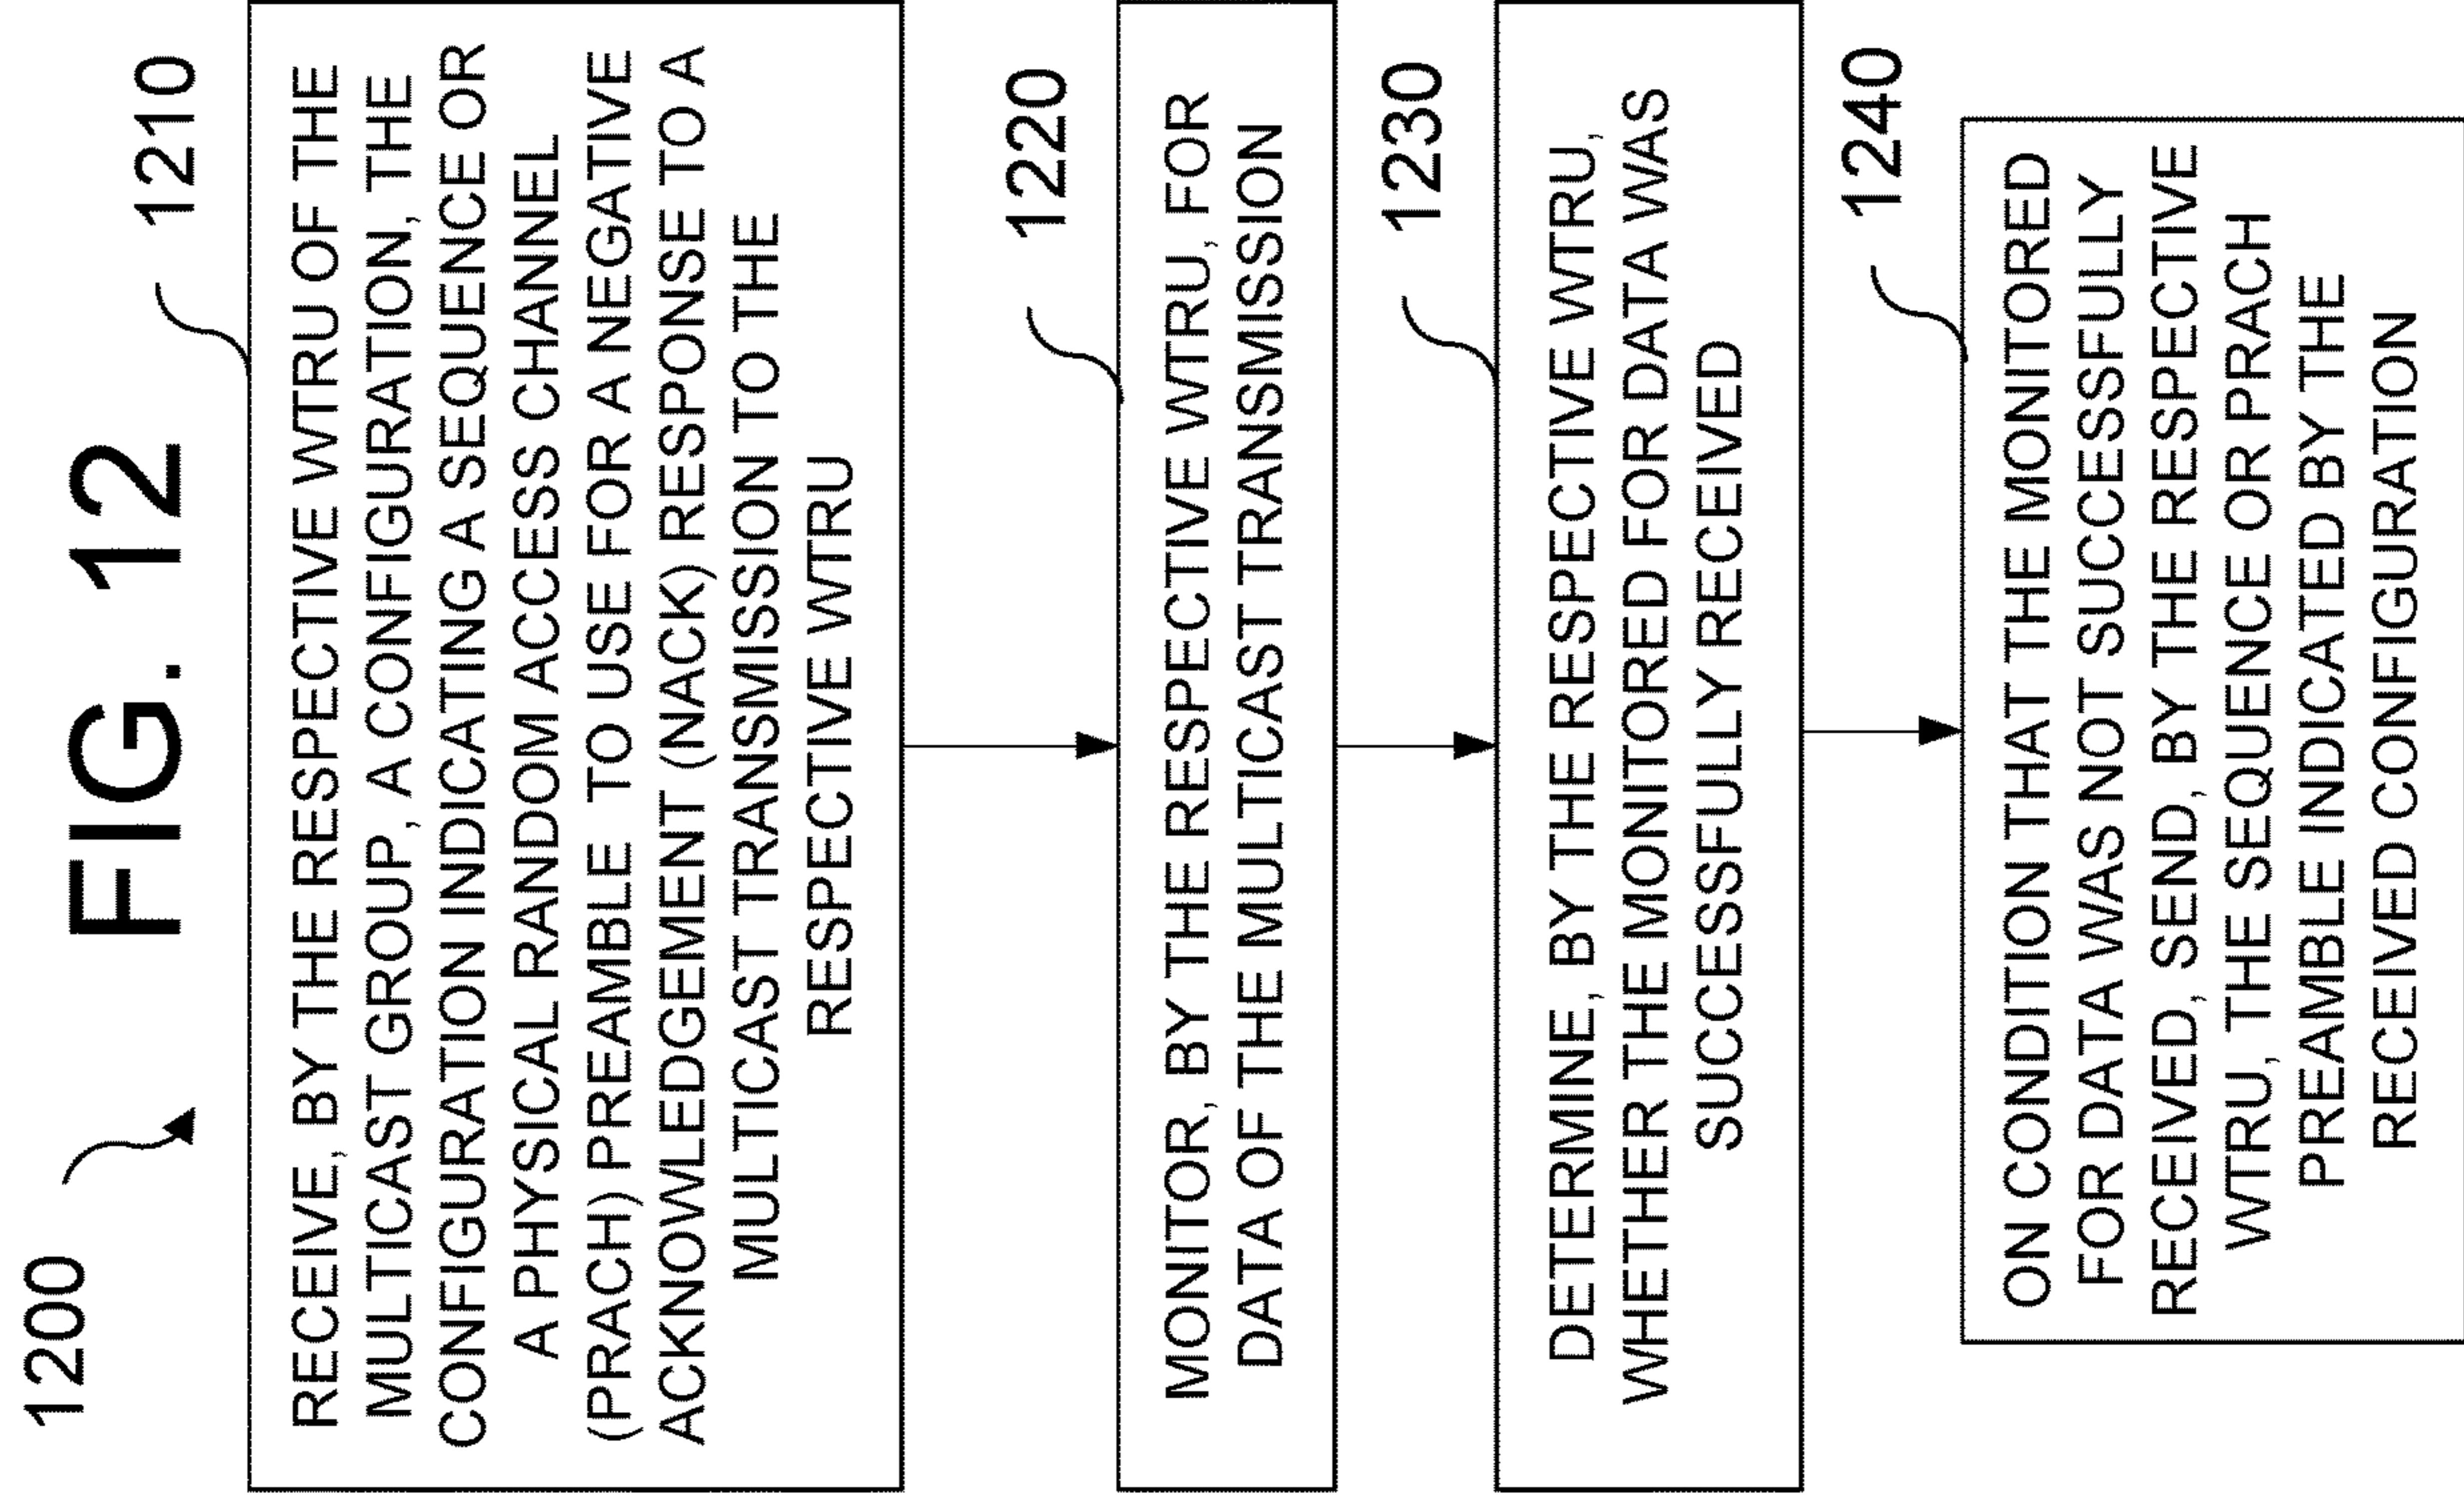 FIG. 12
1200
1210
RECEIVE, BY THE RESPECTIVE WTRU OF THE
MULTICAST GROUP, A CONFIGURATION, THE
CONFIGURATION INDICATING A SEQUENCE OR
A PHYSICAL RANDOM ACCESS CHANNEL
(PRACH) PREAMBLE TO USE FOR A NEGATIVE
ACKNOWLEDGEMENT (NACK) RESPONSE TO A
MULTICAST TRANSMISSION TO THE
RESPECTIVE WTRU
1220
MONITOR, BY THE RESPECTIVE WTRU, FOR
DATA OF THE MULTICAST TRANSMISSION
1230
DETERMINE, BY THE RESPECTIVE WTRU,
WHETHER THE MONITORED FOR DATA WAS
SUCCESSFULLY RECEIVED
1240
ON CONDITION THAT THE MONITORED
FOR DATA WAS NOT SUCCESSFULLY
RECEIVED, SEND, BY THE RESPECTIVE
WTRU, THE SEQUENCE OR PRACH
PREAMBLE INDICATED BY THE
RECEIVED CONFIGURATION